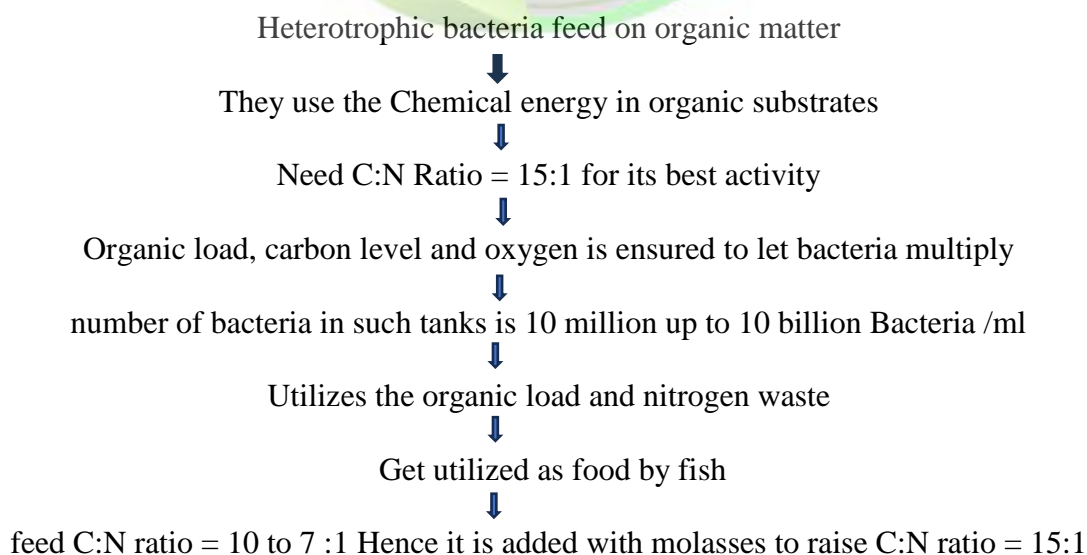 Heterotrophic bacteria feed on organic matter
They use the Chemical energy in organic substrates
Need C:N Ratio = 15:1 for its best activity
Organic load, carbon level and oxygen is ensured to let bacteria multiply
number of bacteria in such tanks is 10 million up to 10 billion Bacteria /ml
Utilizes the organic load and nitrogen waste
Get utilized as food by fish
feed C:N ratio = 10 to 7 :1 Hence it is added with molasses to raise C:N ratio = 15:1